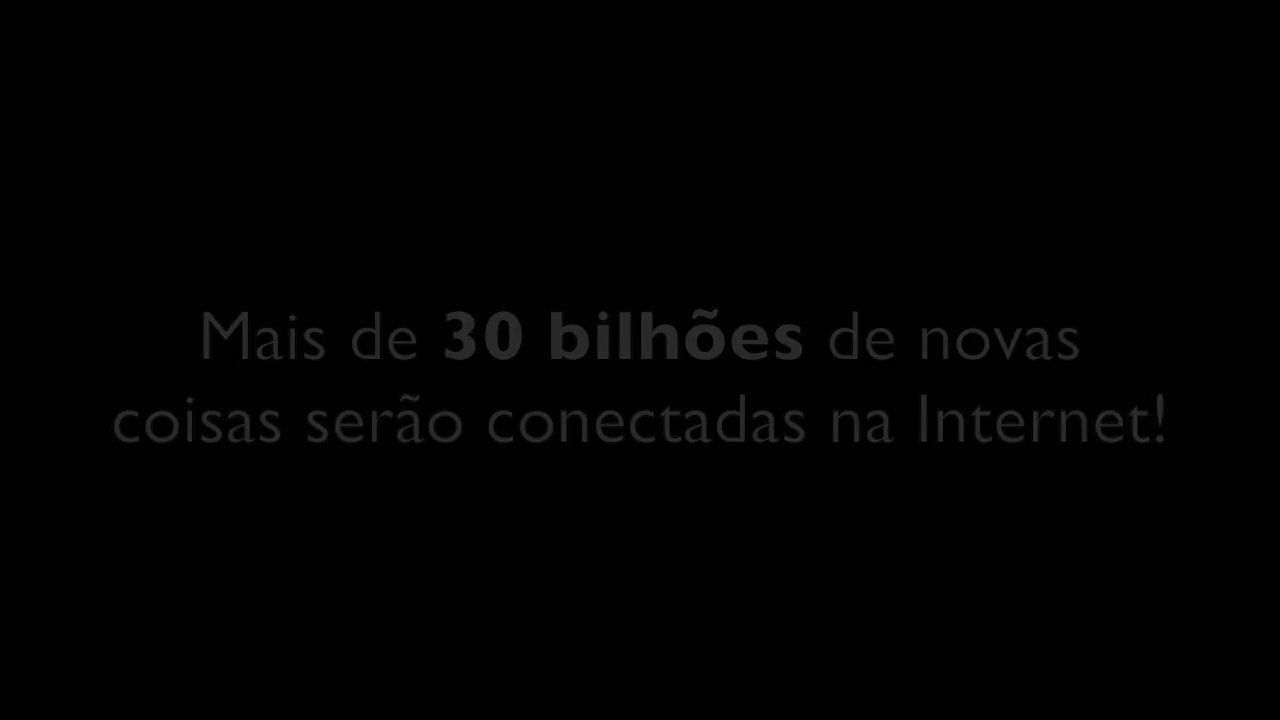 Mais de 30 bilhões de novas
coisas serão conectadas na Internet!